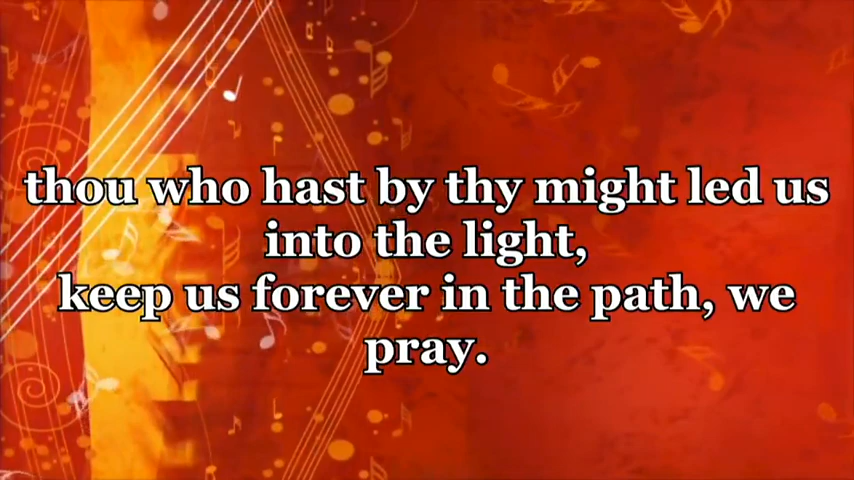 thou who hast by thy might led us
into the light,
keep us forever in the path, we
pray.